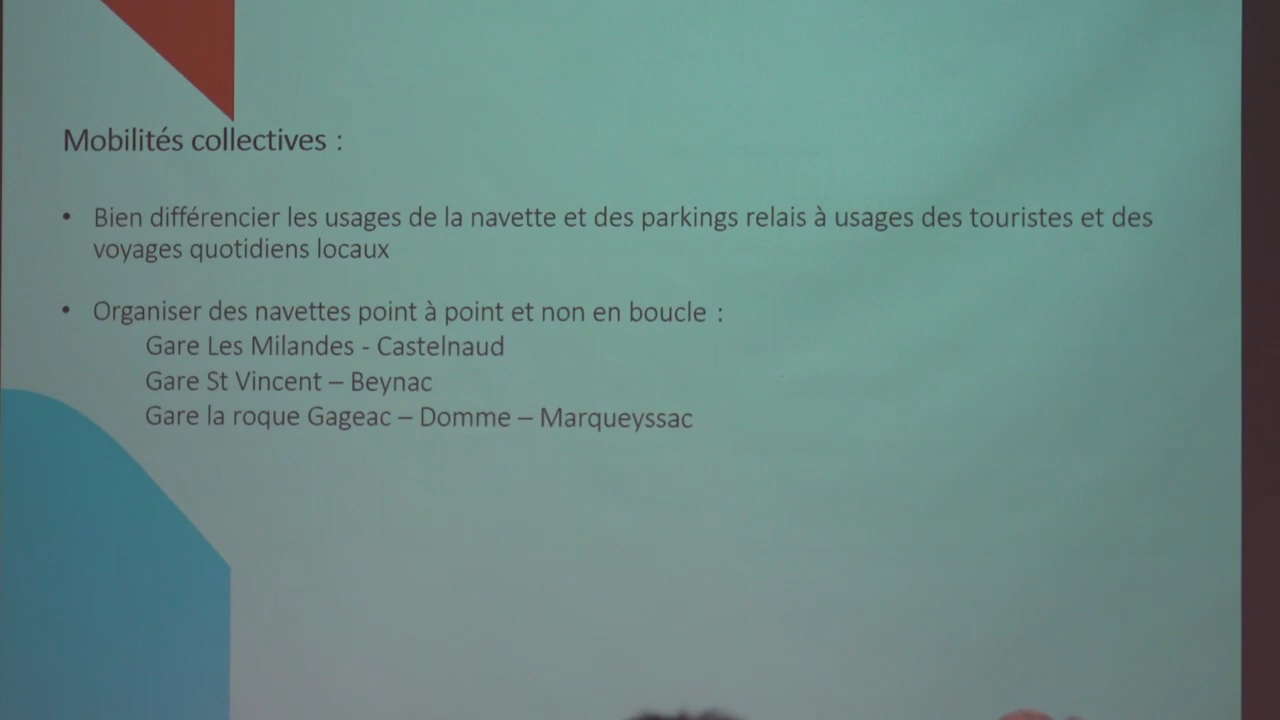 Mobilités collectives :
• Bien différencier les usages de la navette et des parkings relais à usages des touristes et des
voyages quotidiens locaux
• Organiser des navettes point à point et non en boucle :
Gare Les Milandes - Castelnaud
Gare St Vincent – Beynac
Gare la roque Gageac – Domme – Marqueyssac